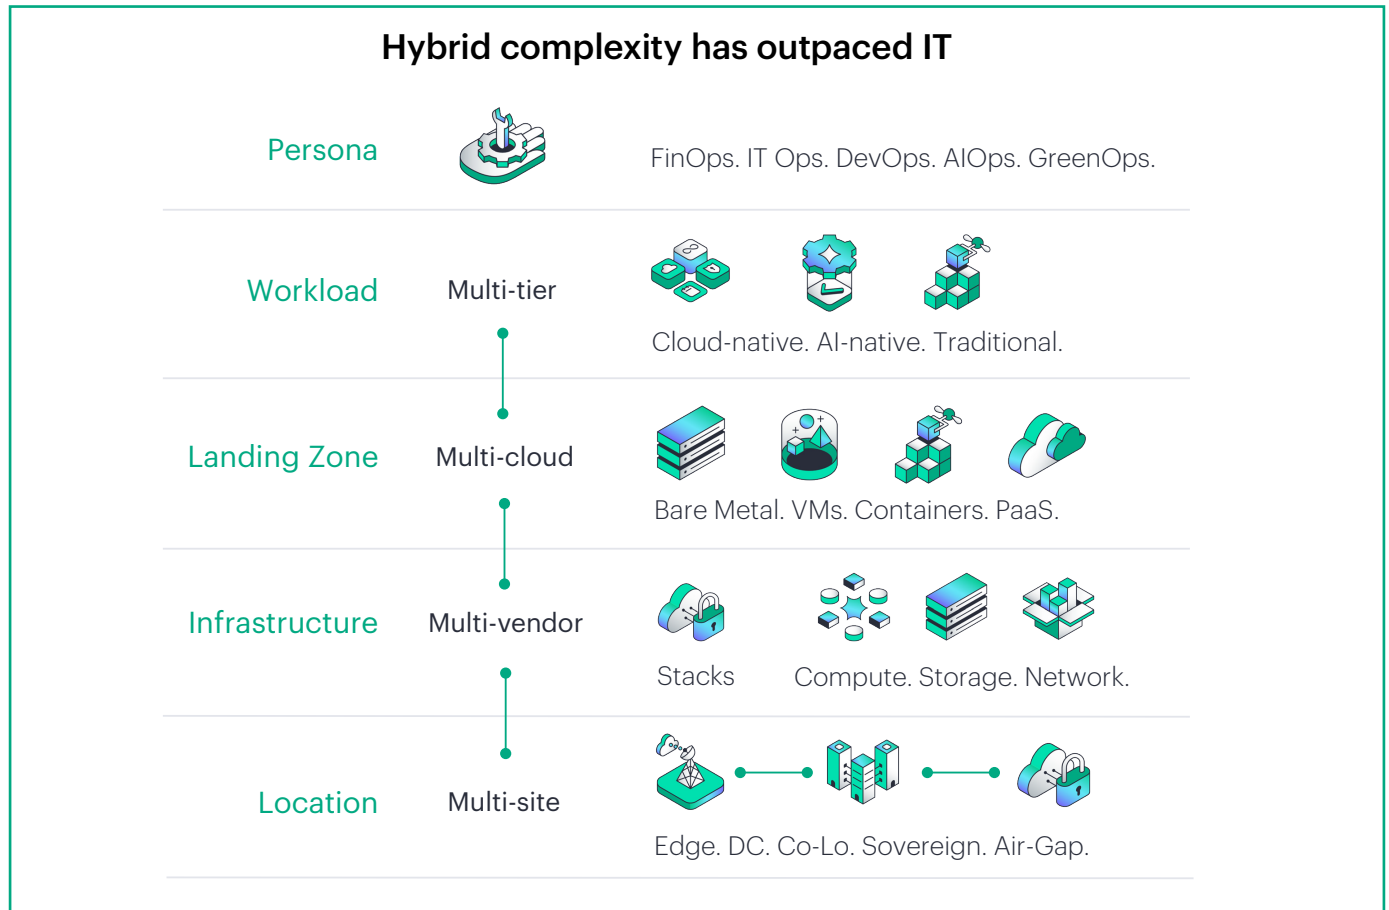 Hybrid complexity has outpaced IT
Persona
FinOps. IT Ops. DevOps. AIOps. GreenOps.
Workload
Multi-tier
Cloud-native. AI-native. Traditional.
Landing Zone
Multi-cloud
Bare Metal. VMs. Containers. PaaS.
Infrastructure
Multi-vendor
Stacks
Compute. Storage. Network.
Location
Multi-site
Edge. DC. Co-Lo. Sovereign. Air-Gap.